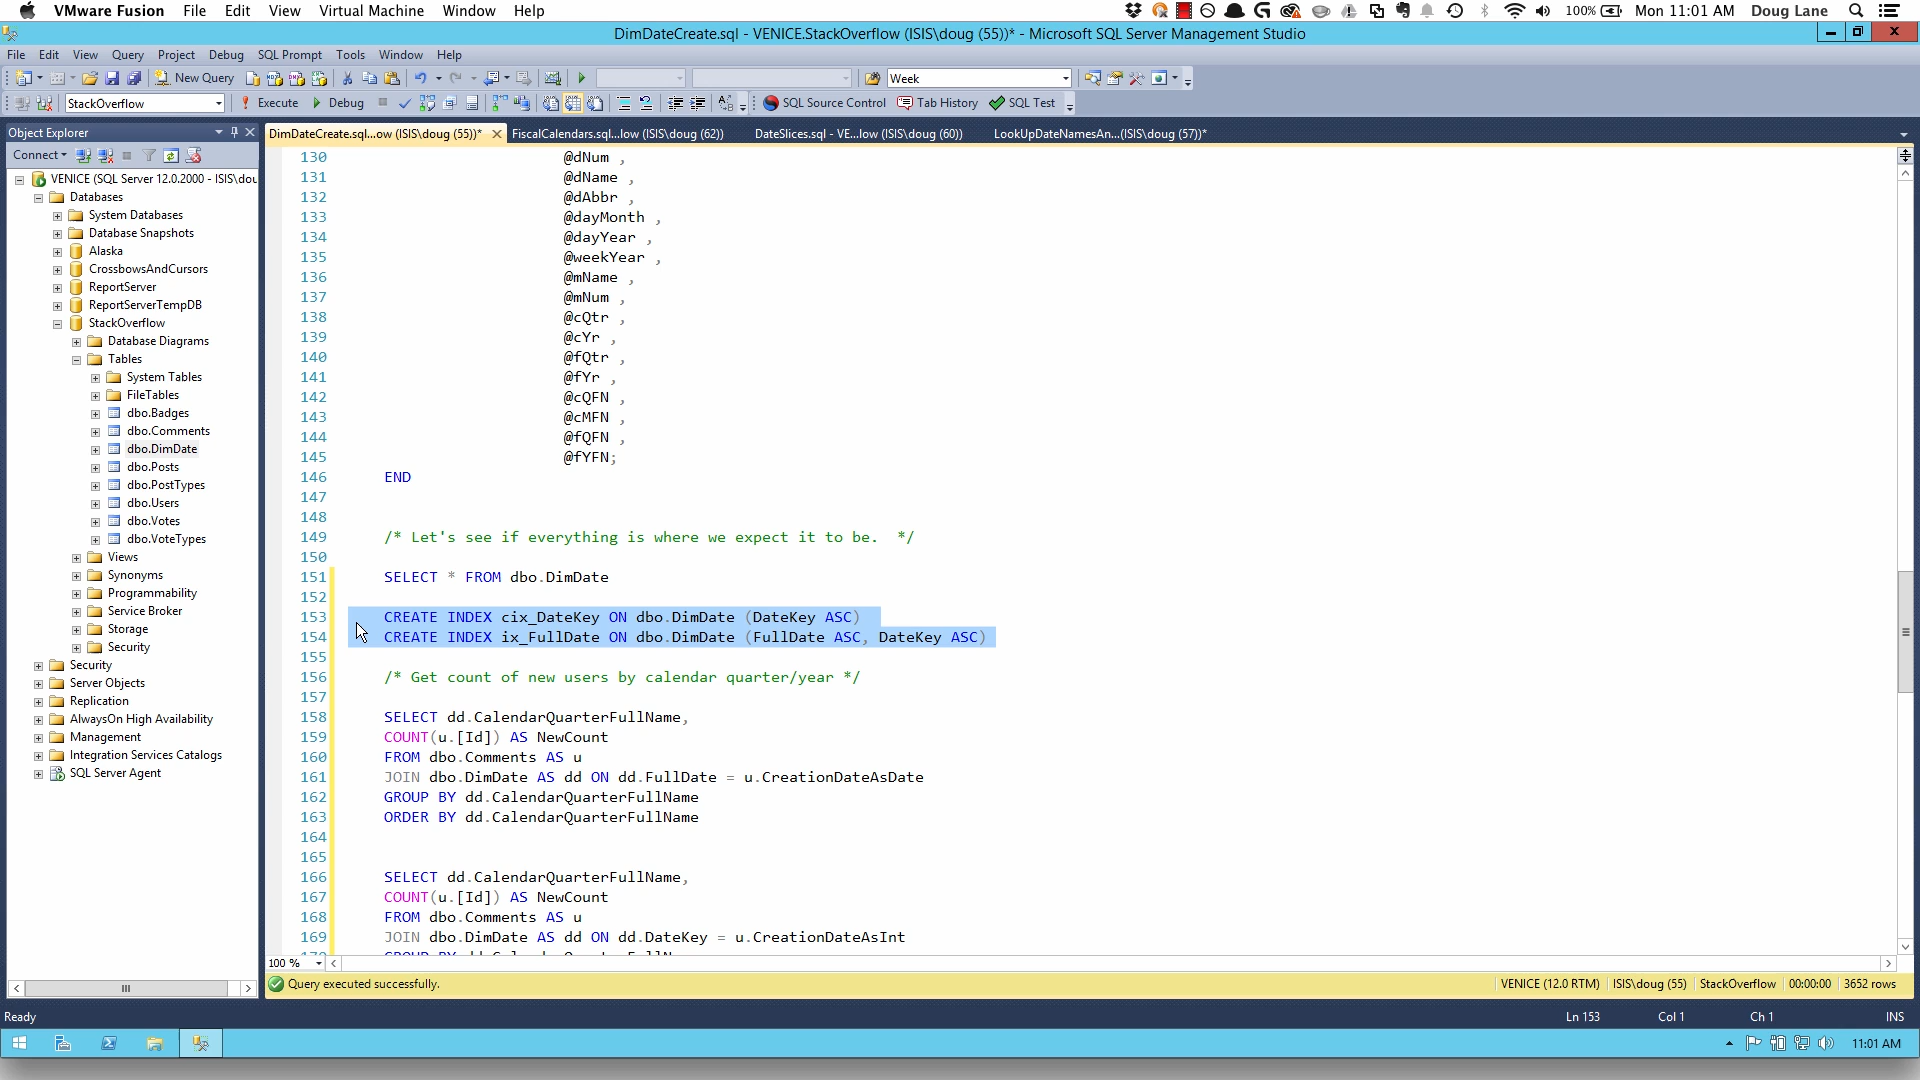 VMware Fusion File Edit View Virtual Machine Window Help 100% Mon 11:01 AM Doug Lane
DimDateCreate.sql - VENICE.StackOverflow (ISIS\doug (55))* - Microsoft SQL Server Management Studio
File Edit View Query Project Debug SQL Prompt Tools Window Help
New Query Week
StackOverflow Execute Debug SQL Source Control Tab History SQL Test
Object Explorer
Connect
VENICE (SQL Server 12.0.2000 - ISIS\dou
Databases
System Databases
Database Snapshots
Alaska
CrossbowsAndCursors
ReportServer
ReportServerTempDB
StackOverflow
Database Diagrams
Tables
System Tables
FileTables
dbo.Badges
dbo.Comments
dbo.DimDate
dbo.Posts
dbo.PostTypes
dbo.Users
dbo.Votes
dbo.VoteTypes
Views
Synonyms
Programmability
Service Broker
Storage
Security
Security
Server Objects
Replication
AlwaysOn High Availability
Management
Integration Services Catalogs
SQL Server Agent
DimDateCreate.sql...ow (ISIS\doug (55))* FiscalCalendars.sql...low (ISIS\doug (62)) DateSlices.sql - VE...low (ISIS\doug (60)) LookUpDateNamesAn...(ISIS\doug (57))*
130 @dNum ,
131 @dName ,
132 @dAbbr ,
133 @dayMonth ,
134 @dayYear ,
135 @weekYear ,
136 @mName ,
137 @mNum ,
138 @cQtr ,
139 @cYr ,
140 @fQtr ,
141 @fYr ,
142 @cQFN ,
143 @cMFN ,
144 @fQFN ,
145 @fYFN;
146 END
147
148
149 /* Let's see if everything is where we expect it to be. */
150
151 SELECT * FROM dbo.DimDate
152
153 CREATE INDEX cix_DateKey ON dbo.DimDate (DateKey ASC)
154 CREATE INDEX ix_FullDate ON dbo.DimDate (FullDate ASC, DateKey ASC)
155
156 /* Get count of new users by calendar quarter/year */
157
158 SELECT dd.CalendarQuarterFullName,
159 COUNT(u.[Id]) AS NewCount
160 FROM dbo.Comments AS u
161 JOIN dbo.DimDate AS dd ON dd.FullDate = u.CreationDateAsDate
162 GROUP BY dd.CalendarQuarterFullName
163 ORDER BY dd.CalendarQuarterFullName
164
165
166 SELECT dd.CalendarQuarterFullName,
167 COUNT(u.[Id]) AS NewCount
168 FROM dbo.Comments AS u
169 JOIN dbo.DimDate AS dd ON dd.DateKey = u.CreationDateAsInt
100 %
Query executed successfully. VENICE (12.0 RTM) ISIS\doug (55) StackOverflow 00:00:00 3652 rows
Ready Ln 153 Col 1 Ch 1 INS
11:01 AM